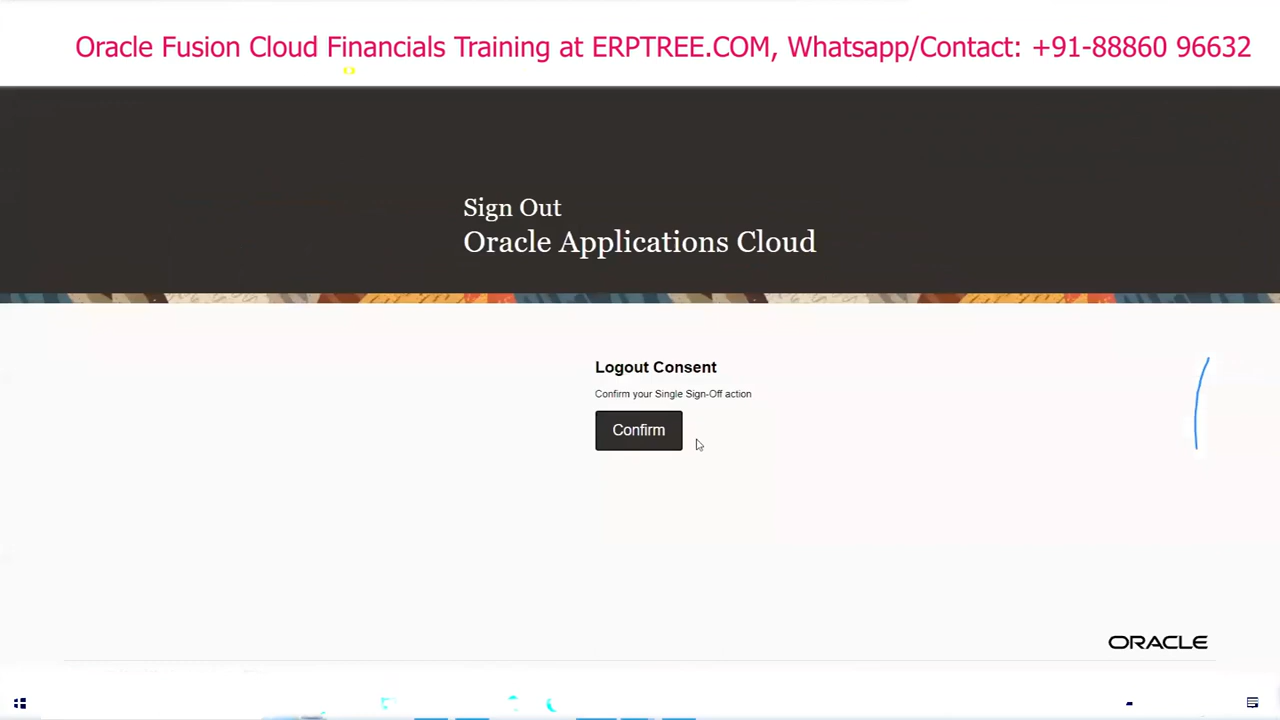 Oracle Fusion Cloud Financials Training at ERPTREE.COM, Whatsapp/Contact: +91-88860 96632
Sign Out
Oracle Applications Cloud
Logout Consent
Confirm your Single Sign-Off action
Confirm
ORACLE